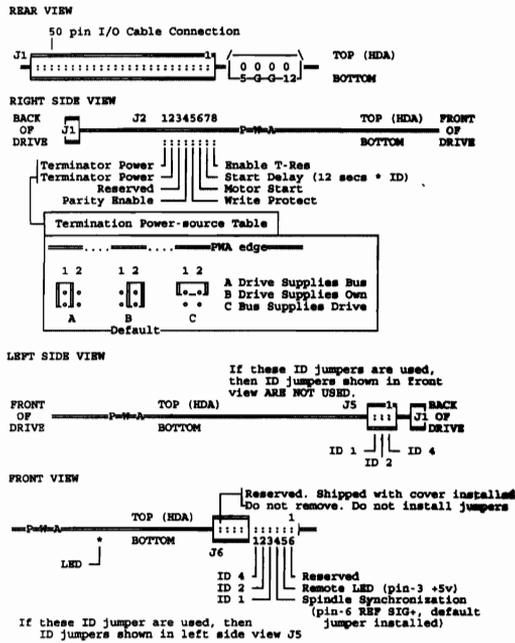 REAR VIEW
50 pin I/O Cable Connection
J1 1 TOP (HDA)
0 0 0 0
5-G-G-12 BOTTOM
RIGHT SIDE VIEW
BACK OF DRIVE J1 J2 12345678 P=W=A TOP (HDA) BOTTOM FRONT OF DRIVE
Terminator Power Enable T-Res
Terminator Power Start Delay (12 secs * ID)
Reserved Motor Start
Parity Enable Write Protect
Termination Power-source Table
.... .... PWA edge
1 2 1 2 1 2
A Drive Supplies Bus
B Drive Supplies Own
C Bus Supplies Drive
A B C
Default
LEFT SIDE VIEW
If these ID jumpers are used,
then ID jumpers shown in front
view ARE NOT USED.
FRONT OF DRIVE P=W=A TOP (HDA) BOTTOM J5 1 J1 BACK OF DRIVE
ID 1 ID 4
ID 2
FRONT VIEW
Reserved. Shipped with cover installed
Do not remove. Do not install jumpers
P=W=A TOP (HDA) 1
* BOTTOM J6 123456
LED
ID 4 Reserved
ID 2 Remote LED (pin-3 +5v)
ID 1 Spindle Synchronization
(pin-6 REF SIG+, default
jumper installed)
If these ID jumper are used, then
ID jumpers shown in left side view J5